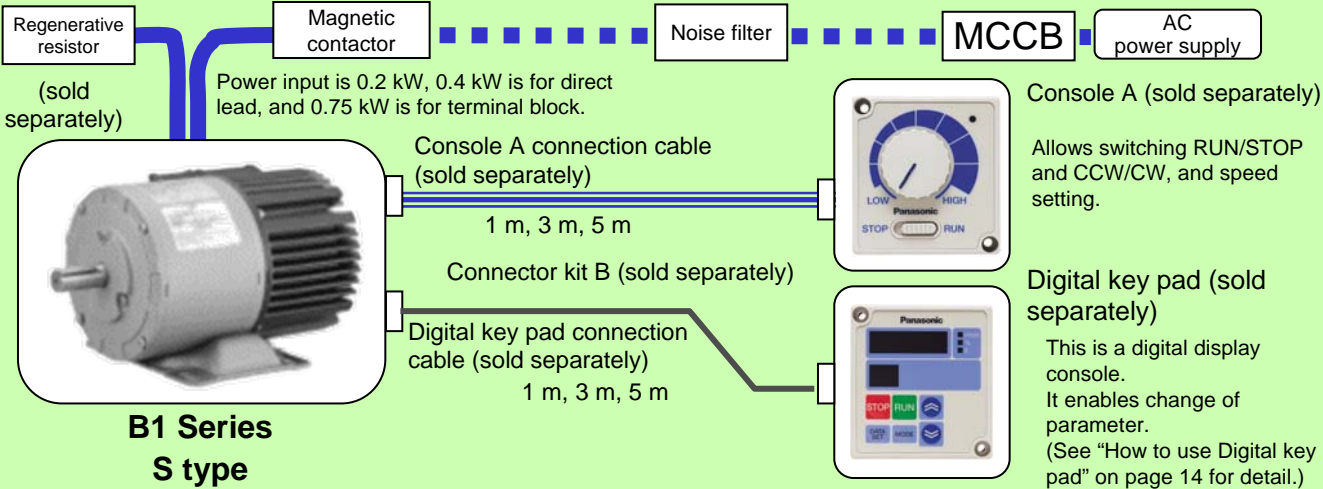 Regenerative
resistor
(sold
separately)
Magnetic
contactor
Noise filter
MCCB
AC
power supply
Power input is 0.2 kW, 0.4 kW is for direct
lead, and 0.75 kW is for terminal block.
Console A connection cable
(sold separately)
1 m, 3 m, 5 m
LOW
HIGH
Panasonic
STOP
RUN
Console A (sold separately)
Allows switching RUN/STOP
and CCW/CW, and speed
setting.
Connector kit B (sold separately)
Digital key pad connection
cable (sold separately)
1 m, 3 m, 5 m
Panasonic
STOP
RUN
DATA
SET
MODE
Digital key pad (sold
separately)
This is a digital display
console.
It enables change of
parameter.
(See “How to use Digital key
pad” on page 14 for detail.)
B1 Series
S type